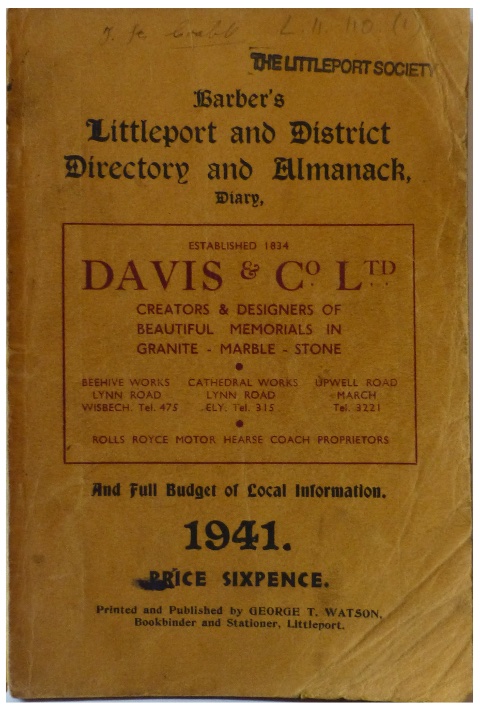 L. 11. 110 (1)
THE LITTLEPORT SOCIETY
Barber's
Littleport and District
Directory and Almanack,
Diary,
ESTABLISHED 1834
DAVIS & Co. LTD
CREATORS & DESIGNERS OF
BEAUTIFUL MEMORIALS IN
GRANITE - MARBLE - STONE
BEEHIVE WORKS CATHEDRAL WORKS UPWELL ROAD
LYNN ROAD LYNN ROAD MARCH
WISBECH. Tel. 475 ELY. Tel. 315 Tel. 3221
ROLLS ROYCE MOTOR HEARSE COACH PROPRIETORS
And Full Budget of Local Information.
1941.
PRICE SIXPENCE.
Printed and Published by GEORGE T. WATSON,
Bookbinder and Stationer, Littleport.